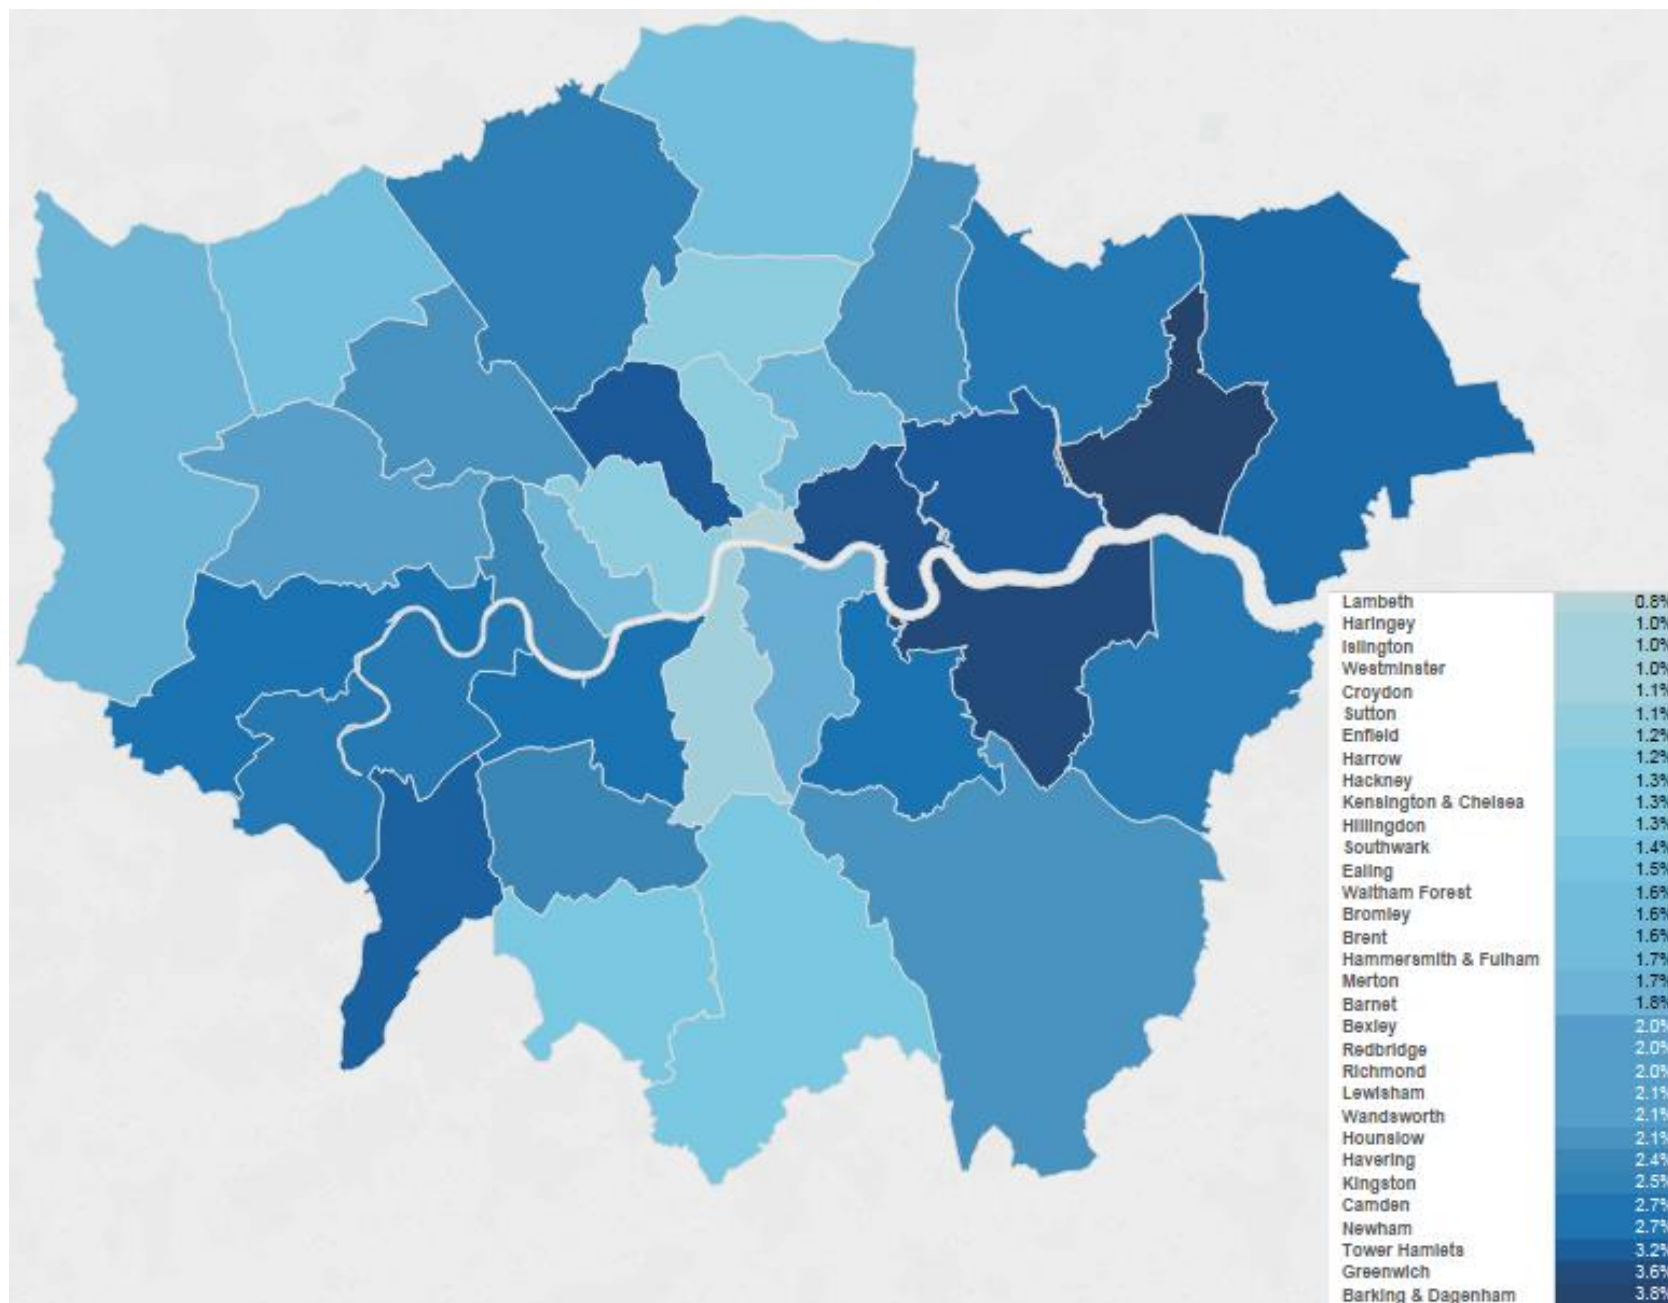 Lambeth 0.8%
Haringey 1.0%
Islington 1.0%
Westminster 1.0%
Croydon 1.1%
Sutton 1.1%
Enfield 1.2%
Harrow 1.2%
Hackney 1.3%
Kensington & Chelsea 1.3%
Hillingdon 1.3%
Southwark 1.4%
Ealing 1.5%
Waltham Forest 1.6%
Bromley 1.6%
Brent 1.6%
Hammersmith & Fulham 1.7%
Merton 1.7%
Barnet 1.8%
Bexley 2.0%
Redbridge 2.0%
Richmond 2.0%
Lewisham 2.1%
Wandsworth 2.1%
Hounslow 2.1%
Havering 2.4%
Kingston 2.5%
Camden 2.7%
Newham 2.7%
Tower Hamlets 3.2%
Greenwich 3.6%
Barking & Dagenham 3.8%